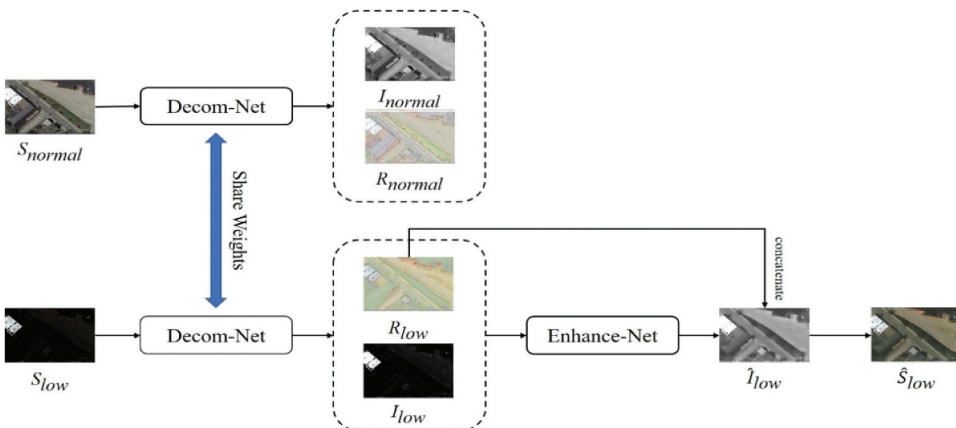 S_normal
Decom-Net
I_normal
R_normal
Share Weights
concatenate
S_low
Decom-Net
R_low
I_low
Enhance-Net
Î_low
Ŝ_low